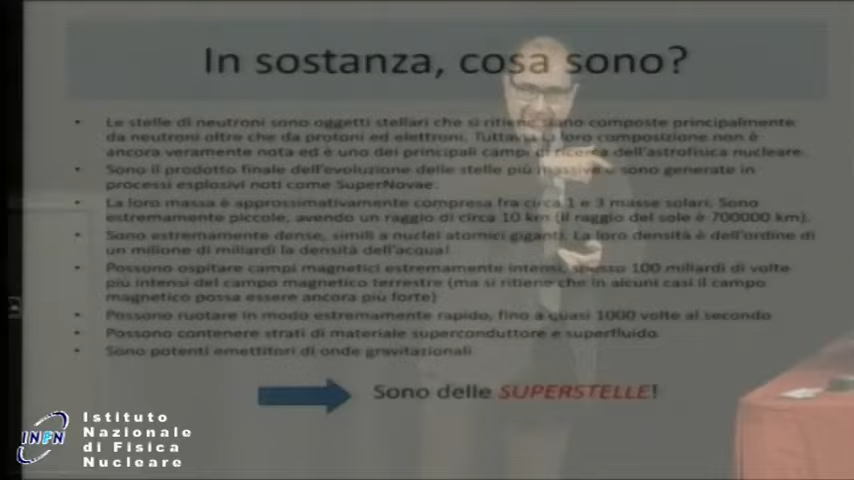 In sostanza, cosa sono?
• Le stelle di neutroni sono oggetti stellari che si ritiene siano composte principalmente
da neutroni oltre che da protoni ed elettroni. Tuttavia la loro composizione non è
ancora veramente nota ed è uno dei principali campi di ricerca dell'astrofisica nucleare.
• Sono il prodotto finale dell'evoluzione delle stelle più massive e sono generate in
processi esplosivi noti come SuperNovae.
• La loro massa è approssimativamente compresa fra circa 1 e 3 masse solari. Sono
estremamente piccole, avendo un raggio di circa 10 km (il raggio del sole è 700000 km).
• Sono estremamente dense, simili a nuclei atomici giganti. La loro densità è dell'ordine di
un milione di miliardi la densità dell'acqua!
• Possono ospitare campi magnetici estremamente intensi, spesso 100 miliardi di volte
più intensi del campo magnetico terrestre (ma si ritiene che in alcuni casi il campo
magnetico possa essere ancora più forte)
• Possono ruotare in modo estremamente rapido, fino a quasi 1000 volte al secondo
• Possono contenere strati di materiale superconduttore e superfluido.
• Sono potenti emettitori di onde gravitazionali
Sono delle SUPERSTELLE!
INFN
Istituto
Nazionale
di Fisica
Nucleare